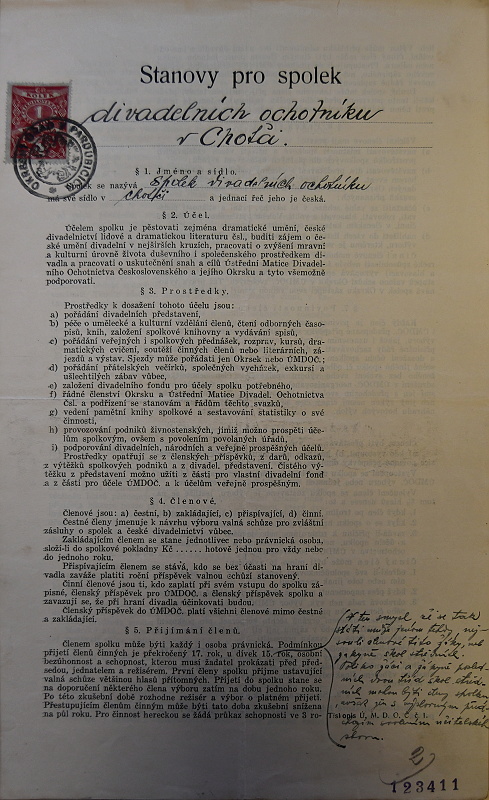 Stanovy pro spolek
divadelních ochotníku
v Choťi.
§ 1. Jméno a sídlo.
Spolek se nazývá Spolek divadelních ochotníku
má své sídlo v Chotči a jednací řeč jeho je česká.
§ 2. Účel.
Účelem spolku je pěstovati zejména dramatické umění, české
divadelnictví lidové a dramatickou literaturu čsl., buditi zájem o če-
ské umění divadelní v nejširších kruzích, pracovati o zvýšení mravní
a kulturní úrovně života duševního i společenského prostředkem di-
vadla a pracovati o uskutečnění snah a cílů Ústřední Matice Divadel-
ního Ochotnictva Československého a jejího Okrsku a tyto všemožně
podporovati.
§ 3. Prostředky.
Prostředky k dosažení tohoto účelu jsou:
a) pořádání divadelních představení,
b) péče o umělecké a kulturní vzdělání členů, čtení odborných časo-
pisů, knih, založení spolkové knihovny a vydávání spisů,
c) pořádání veřejných i spolkových přednášek, rozprav, kursů, dra-
matických cvičení, soutěží činných členů nebo literárních, zá-
jezdů a výstav. Sjezdy může pořádati jen Okrsek nebo ÚMDOČ.;
d) pořádání přátelských večírků, společných vycházek, exkursí a
ušlechtilých zábav vůbec,
e) založení divadelního fondu pro účely spolku potřebného,
f) řádné členství Okrsku a Ústřední Matice Divadel. Ochotnictva
Čsl. a podřízení se stanovám a řádům těchto svazků,
g) vedení pamětní knihy spolkové a sestavování statistiky o své
činnosti,
h) provozování podniků živnostenských, jimiž možno prospěti úče-
lům spolkovým, ovšem s povolením povolaných úřadů,
i) podporování divadelních, národních a veřejně prospěšných účelů.
Prostředky opatřují se z členských příspěvků, z darů, odkazů,
z výtěžků spolkových podniků a z divadel. představení. Čistého vý-
těžku z představení možno užíti z části pro vlastní divadelní fond
a z části pro účele ÚMDOČ. a k účelům veřejně prospěšným.
§ 4. Členové.
Členové jsou: a) čestní, b) zakládající, c) přispívající, d) činní.
Čestné členy jmenuje k návrhu výboru valná schůze pro zvláštní
zásluhy o spolek a české divadelnictví vůbec.
Zakládajícím členem se stane jednotlivec nebo právnická osoba,
složí-li do spolkové pokladny Kč ...... hotově jednou pro vždy nebo
do jednoho roku.
Přispívajícím členem se stává, kdo se bez účasti na hraní di-
vadla zaváže platiti roční příspěvek valnou schůzí stanovený.
Činní členové jsou ti, kdo zaplatí při svém vstupu do spolku zá-
pisné, členský příspěvek pro ÚMDOČ. a členský příspěvek spolku a
zavazují se, že při hraní divadla účinkovati budou.
Členský příspěvek do ÚMDOČ. platí všichni členové mimo čestné
a zakládající.
§ 5. Přijímání členů.
Členem spolku může býti každý i osoba právnická. Podmínkou
přijetí členů činných je překročený 17. rok, u dívek 15. rok, osobní
bezúhonnost a schopnost, kterou musí žadatel prokázati před před-
sedou, jednatelem a režisérem. První členy spolku přijme ustavující
valná schůze většinou hlasů přítomných. Přijetí do spolku stane se
na doporučení některého člena výboru zatím na dobu jednoho roku.
Po této zkušební době rozhodne režisér a výbor o platném přijetí.
Přestupujícím členům činným může býti tato doba zkušební snížena
na půl roku. Pro činnost hereckou se žádá průkaz schopnosti ve 3 ro-
Tiskopis Ú. M. D. O. Č. č. 1.
2
123411